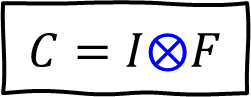 C = I⊗F